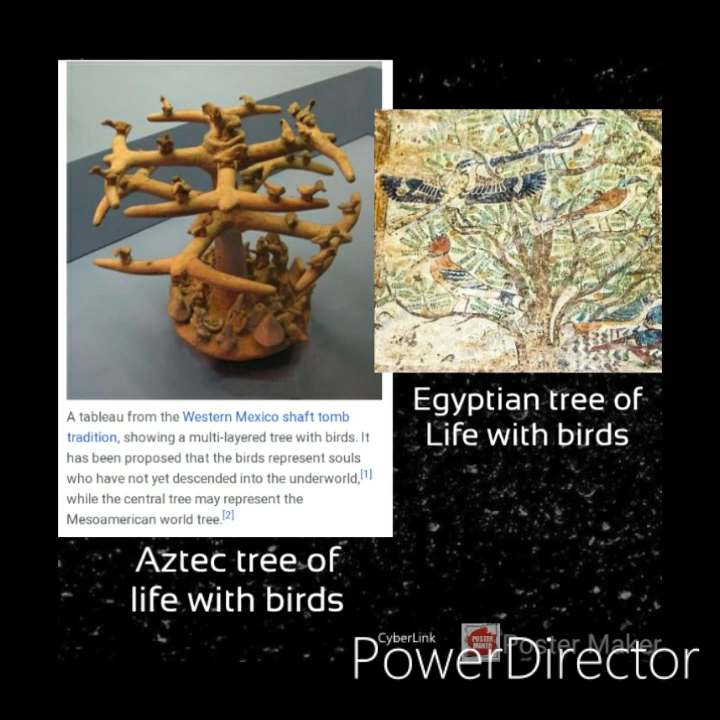 A tableau from the Western Mexico shaft tomb
tradition, showing a multi-layered tree with birds. It
has been proposed that the birds represent souls
who have not yet descended into the underworld,[1]
while the central tree may represent the
Mesoamerican world tree.[2]
Aztec tree of
life with birds
Egyptian tree of
Life with birds
POSTER
MAKER
Poster Maker
CyberLink
PowerDirector